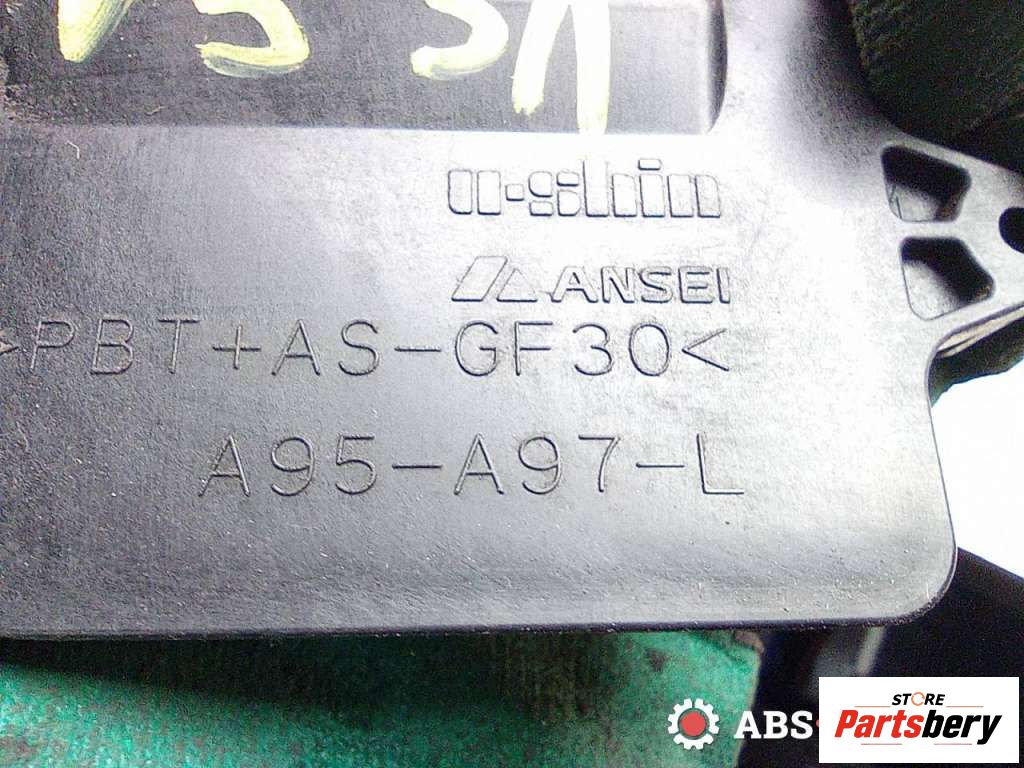 u-shin
ANSEI
>PBT+AS-GF30<
A95-A97-L
ABS-
STORE
Partsbery